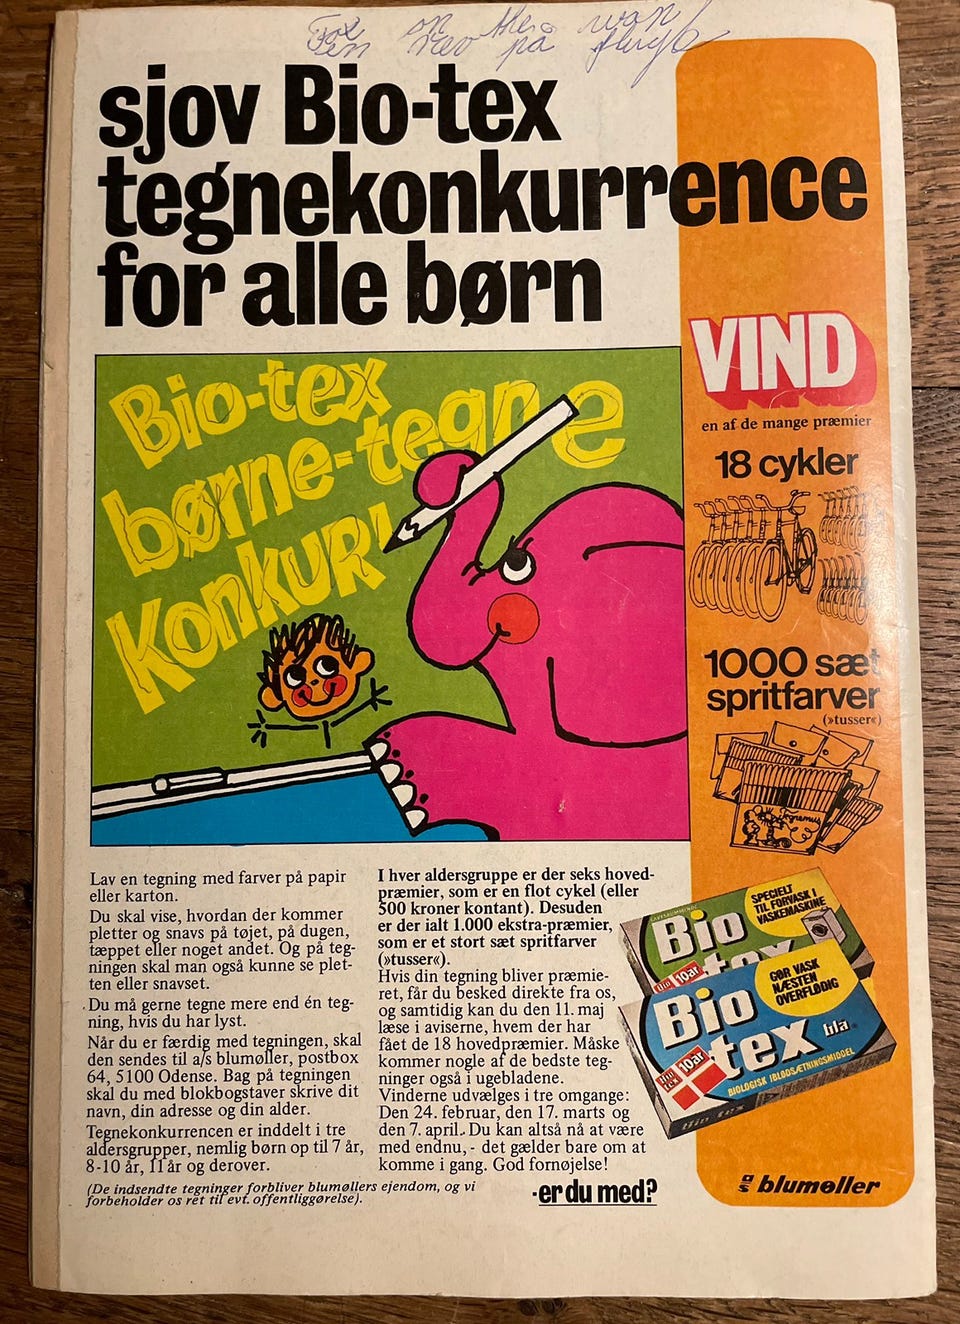 Fox on the
Ræv på
sjov Bio-tex
tegnekonkurrence
for alle børn
Bio-tex
børne-tegne
Konkur
VIND
en af de mange præmier
18 cykler
1000 sæt
spritfarver
(»tusser«)
Lav en tegning med farver på papir
eller karton.
Du skal vise, hvordan der kommer
pletter og snavs på tøjet, på dugen,
tæppet eller noget andet. Og på teg-
ningen skal man også kunne se plet-
ten eller snavset.
Du må gerne tegne mere end én teg-
ning, hvis du har lyst.
Når du er færdig med tegningen, skal
den sendes til a/s blumøller, postbox
64, 5100 Odense. Bag på tegningen
skal du med blokbogstaver skrive dit
navn, din adresse og din alder.
Tegnekonkurrencen er inddelt i tre
aldersgrupper, nemlig børn op til 7 år,
8-10 år, 11 år og derover.
(De indsendte tegninger forbliver blumøllers ejendom, og vi
forbeholder os ret til evt. offentliggørelse).
I hver aldersgruppe er der seks hoved-
præmier, som er en flot cykel (eller
500 kroner kontant). Desuden
er der ialt 1.000 ekstra-præmier,
som er et stort sæt spritfarver
(»tusser«).
Hvis din tegning bliver præmie-
ret, får du besked direkte fra os,
og samtidig kan du den 11. maj
læse i aviserne, hvem der har
fået de 18 hovedpræmier. Måske
kommer nogle af de bedste teg-
ninger også i ugebladene.
Vinderne udvælges i tre omgange:
Den 24. februar, den 17. marts og
den 7. april. Du kan altså nå at være
med endnu, - det gælder bare om at
komme i gang. God fornøjelse!
-er du med?
SPECIELT
TIL FORVASK I
VASKEMASKINE
Bio
tex
10 år
GØR VASK
NÆSTEN
OVERFLØDIG
Bio
tex blå
10 år
BIOLOGISK IBLØDSÆTNINGSMIDDEL
Bio tex
a/s blumøller